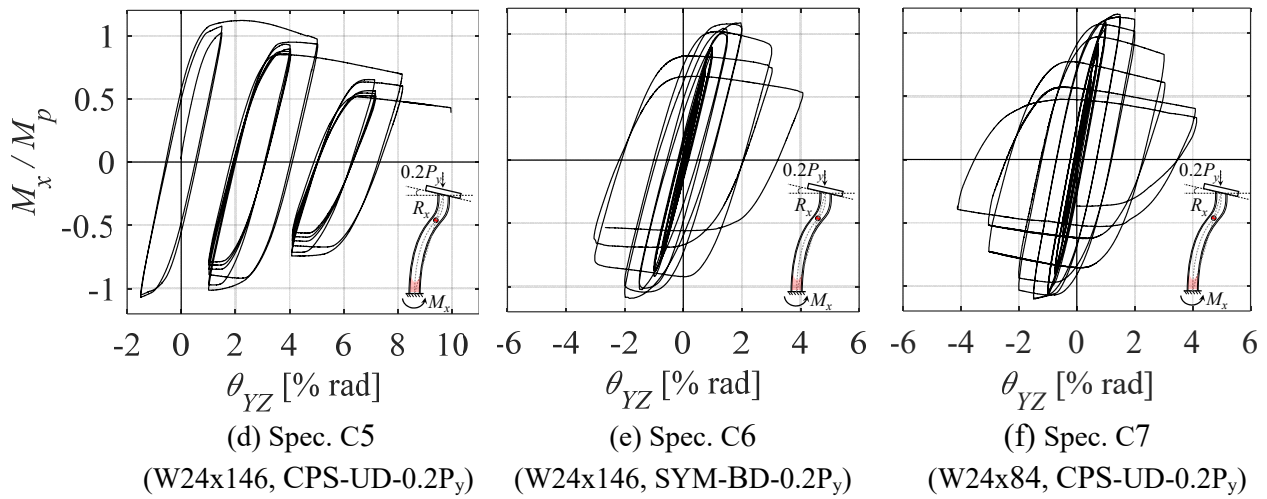 M_x / M_p
1
0.5
0
-0.5
-1
0.2P_y
R_x
M_x
-2 0 2 4 6 8 10
θ_YZ [% rad]
(d) Spec. C5
(W24x146, CPS-UD-0.2P_y)
0.2P_y
R_x
M_x
-6 -4 -2 0 2 4 6
θ_YZ [% rad]
(e) Spec. C6
(W24x146, SYM-BD-0.2P_y)
0.2P_y
R_x
M_x
-6 -4 -2 0 2 4 6
θ_YZ [% rad]
(f) Spec. C7
(W24x84, CPS-UD-0.2P_y)